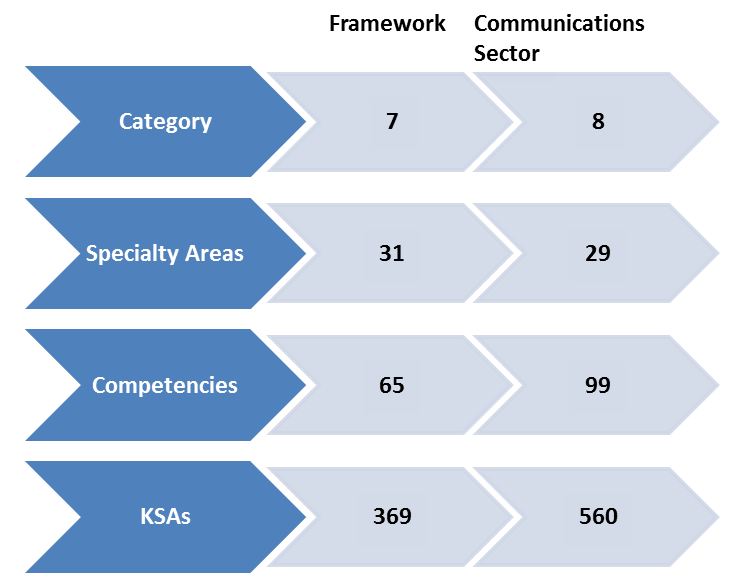 Framework Communications
Sector
Category 7 8
Specialty Areas 31 29
Competencies 65 99
KSAs 369 560